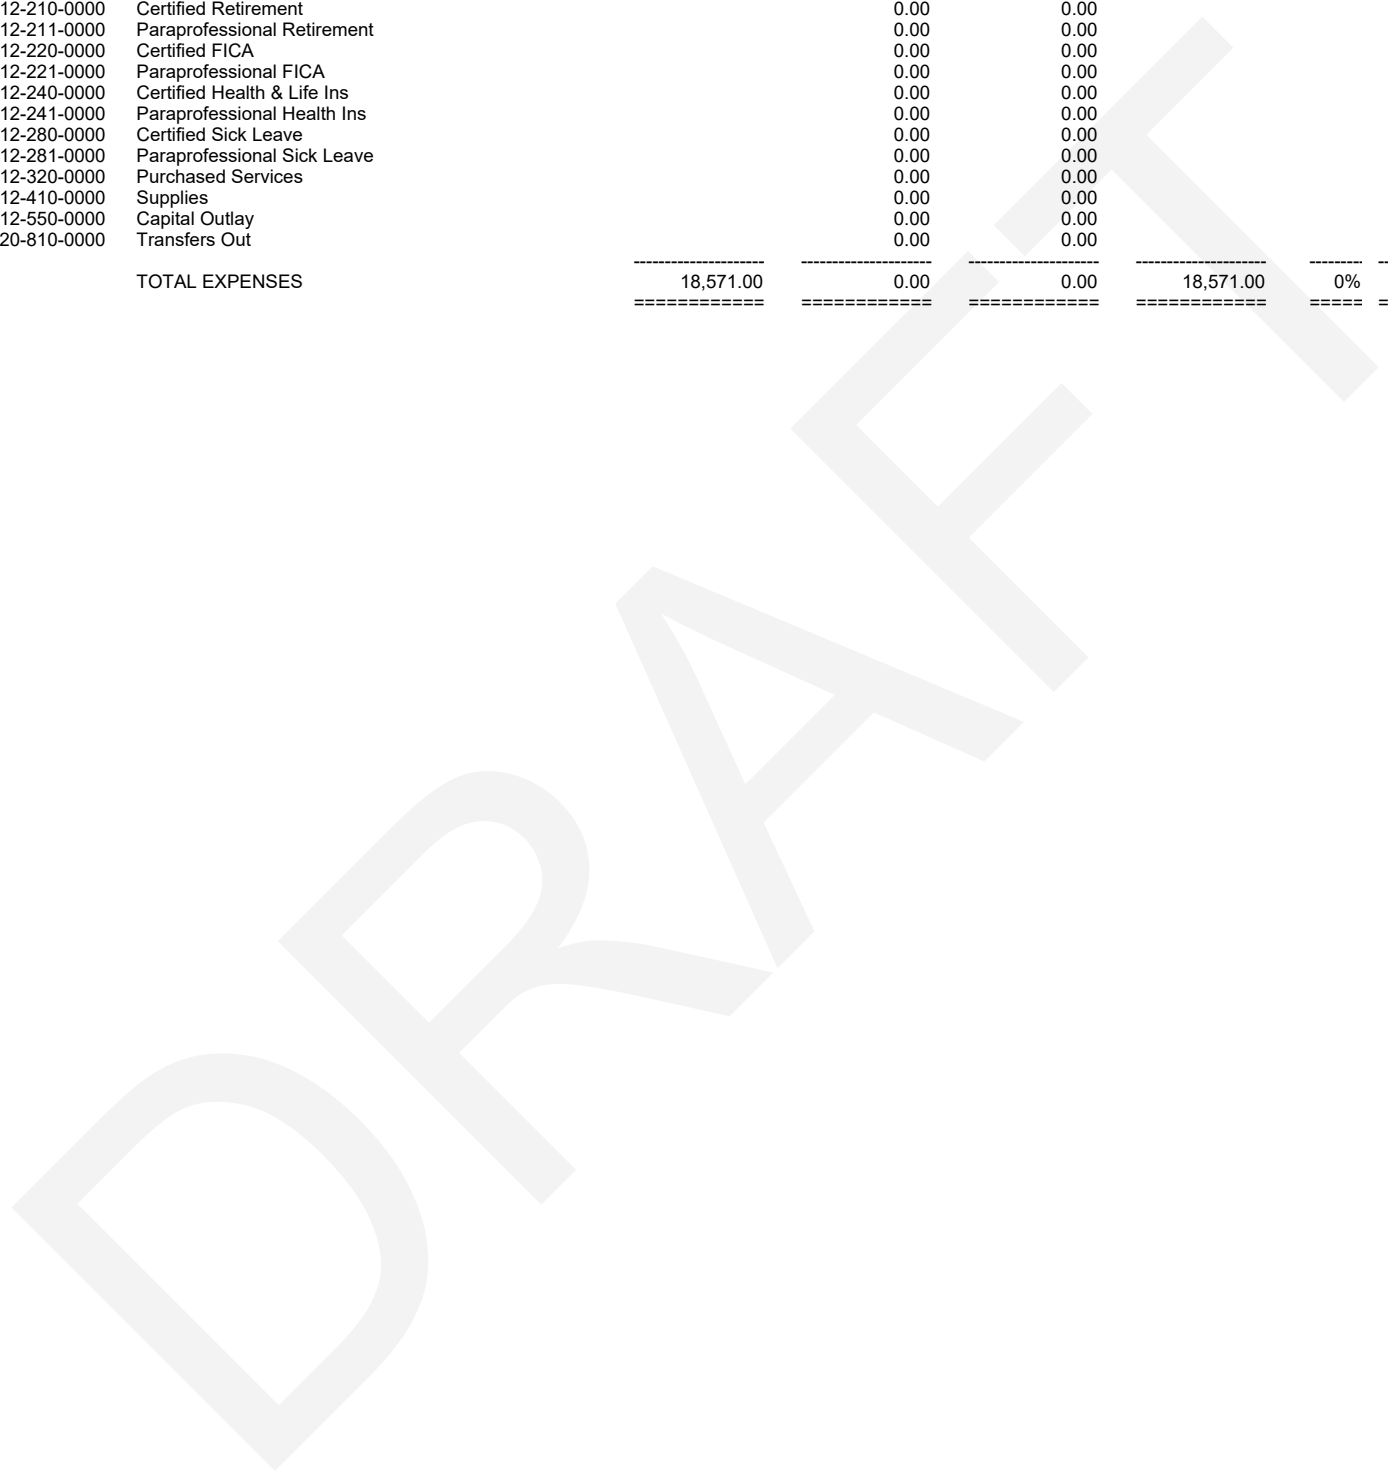 12-210-0000 Certified Retirement 0.00 0.00
12-211-0000 Paraprofessional Retirement 0.00 0.00
12-220-0000 Certified FICA 0.00 0.00
12-221-0000 Paraprofessional FICA 0.00 0.00
12-240-0000 Certified Health & Life Ins 0.00 0.00
12-241-0000 Paraprofessional Health Ins 0.00 0.00
12-280-0000 Certified Sick Leave 0.00 0.00
12-281-0000 Paraprofessional Sick Leave 0.00 0.00
12-320-0000 Purchased Services 0.00 0.00
12-410-0000 Supplies 0.00 0.00
12-550-0000 Capital Outlay 0.00 0.00
20-810-0000 Transfers Out 0.00 0.00
TOTAL EXPENSES 18,571.00 0.00 0.00 18,571.00 0%
DRAFT